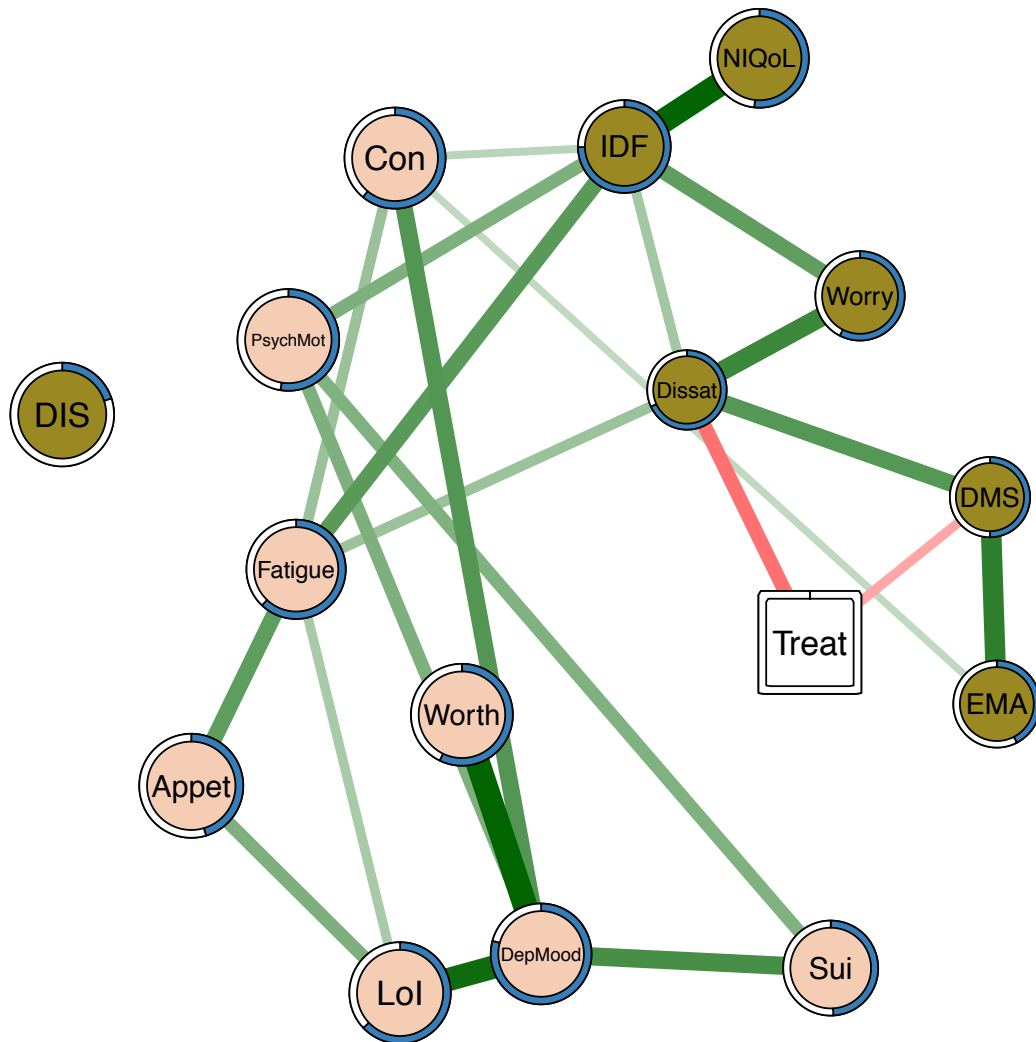 NIQoL
IDF
Con
Worry
PsychMot
Dissat
DIS
DMS
Fatigue
Treat
EMA
Worth
Appet
DepMood
Sui
LoI